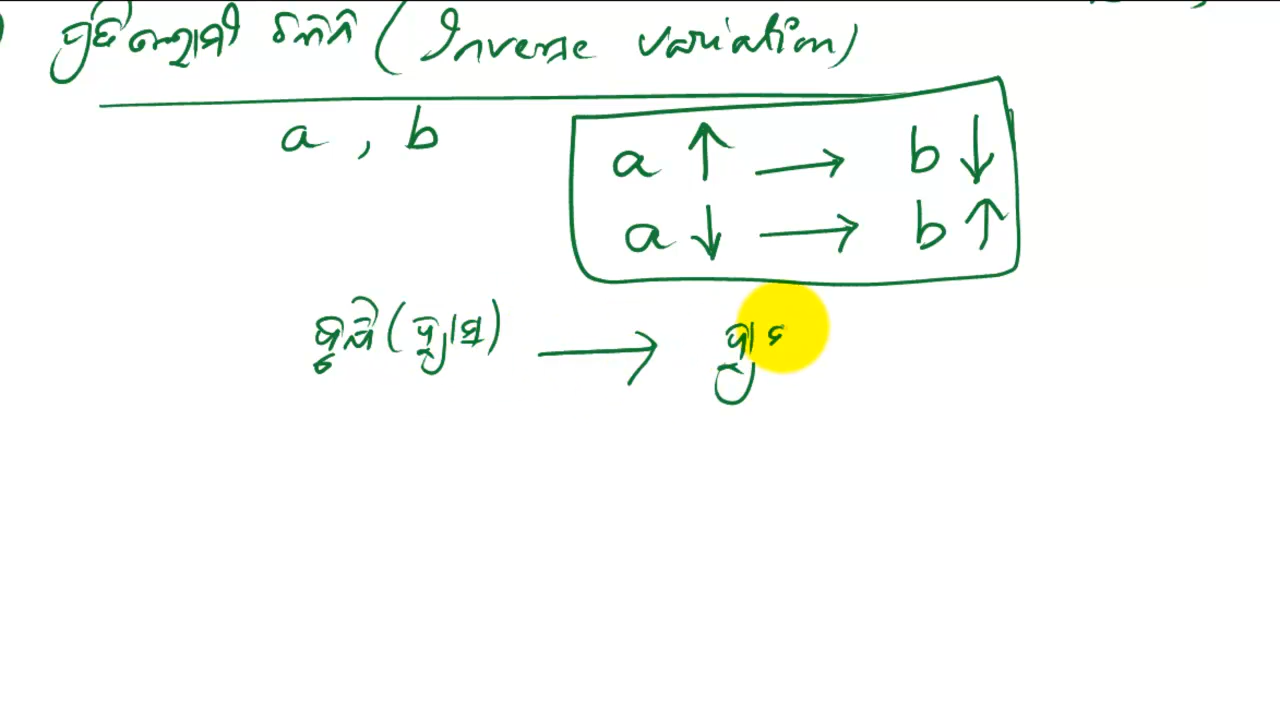 ) ପ୍ରତିଲୋମୀ ଚଳନ (Inverse variation)
a , b
a ↑ → b ↓
a ↓ → b ↑
ବୃଦ୍ଧି (ହ୍ରାସ) → ହ୍ରା